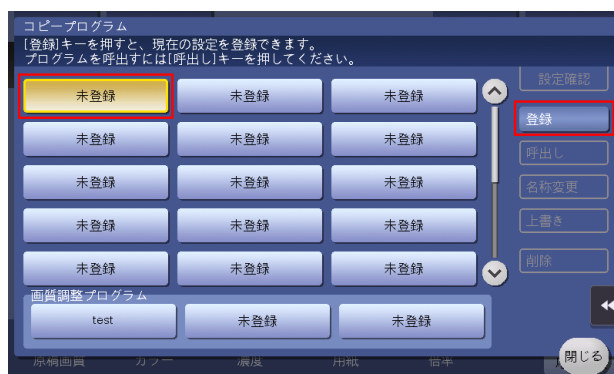 コピープログラム
[登録]キーを押すと、現在の設定を登録できます。
プログラムを呼出すには[呼出し]キーを押してください。
未登録 未登録 未登録 設定確認
登録
未登録 未登録 未登録 呼出し
未登録 未登録 未登録 名称変更
未登録 未登録 未登録 上書き
未登録 未登録 未登録 削除
画質調整プログラム
test 未登録 未登録
閉じる
原稿画質 カラー 濃度 用紙 倍率